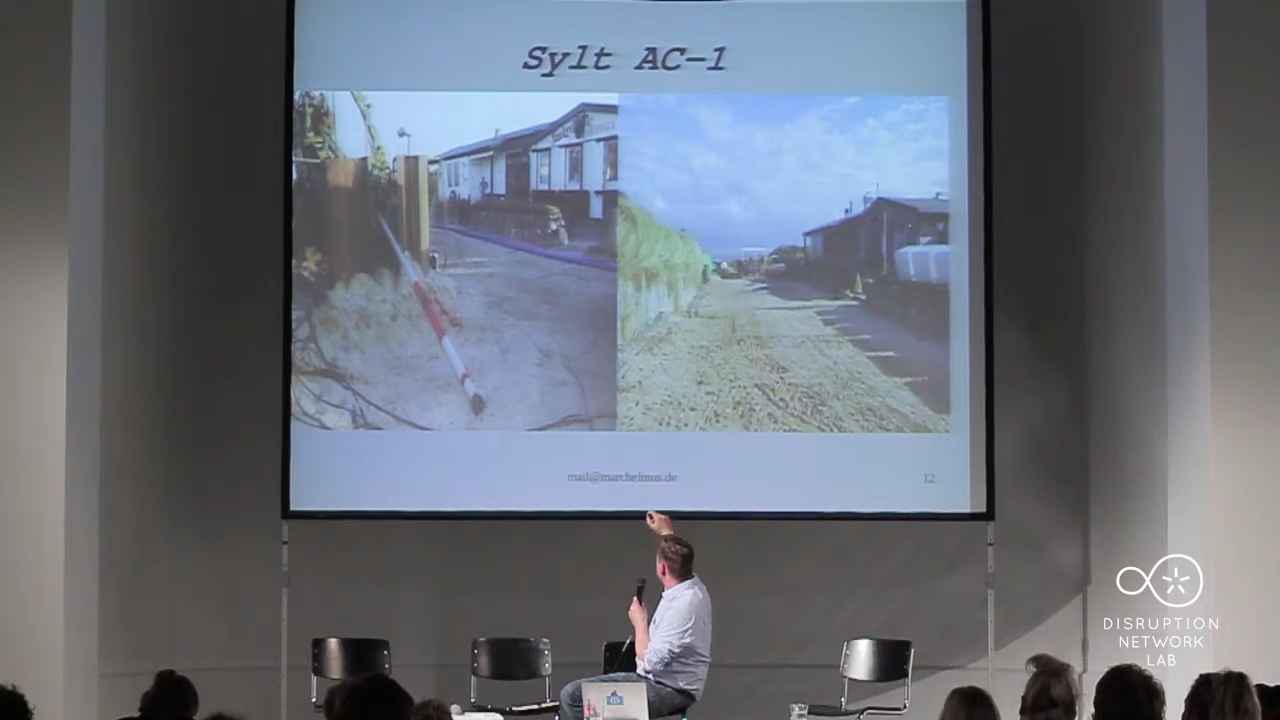 Sylt AC-1
mail@marcheimus.de
12
DISRUPTION
NETWORK
LAB